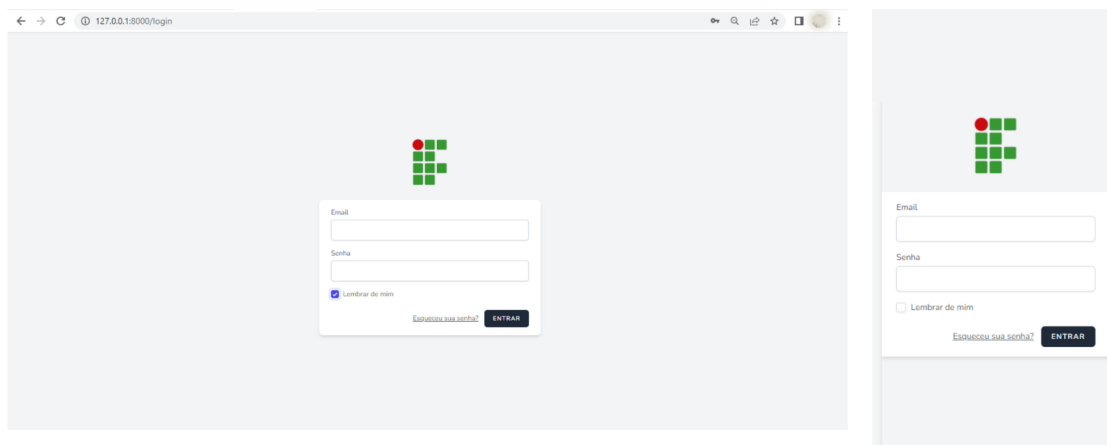 127.0.0.1:8000/login
Email
Senha
Lembrar de mim
Esqueceu sua senha? ENTRAR
Email
Senha
Lembrar de mim
Esqueceu sua senha? ENTRAR